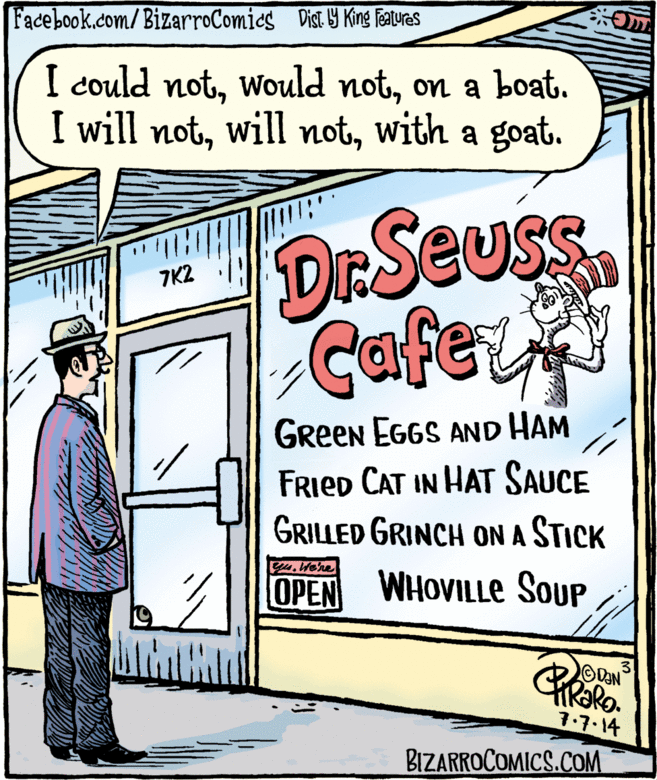 Facebook.com/BizarroComics Dist. by King Features
I could not, would not, on a boat.
I will not, will not, with a goat.
7K2
Dr. Seuss
Cafe
Green Eggs and Ham
Fried Cat in Hat Sauce
Grilled Grinch on a Stick
Yes, We're
OPEN
Whoville Soup
©Dan 3
Piraro.
7·7·14
BizarroComics.com